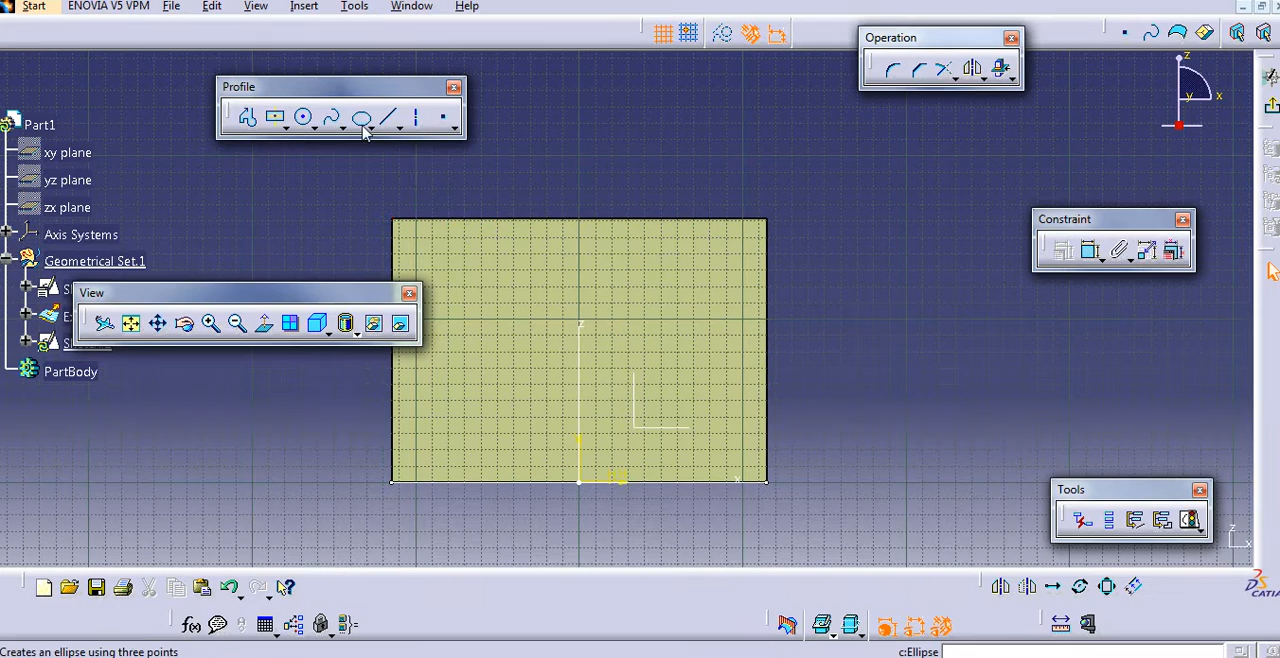 Start ENOVIA V5 VPM File Edit View Insert Tools Window Help
Operation
Profile
z
y x
Part1
xy plane
yz plane
zx plane
Axis Systems
Constraint
Geometrical Set.1
View
z
PartBody
x
Tools
z
x
CATIA
f(x)
Creates an ellipse using three points
c:Ellipse